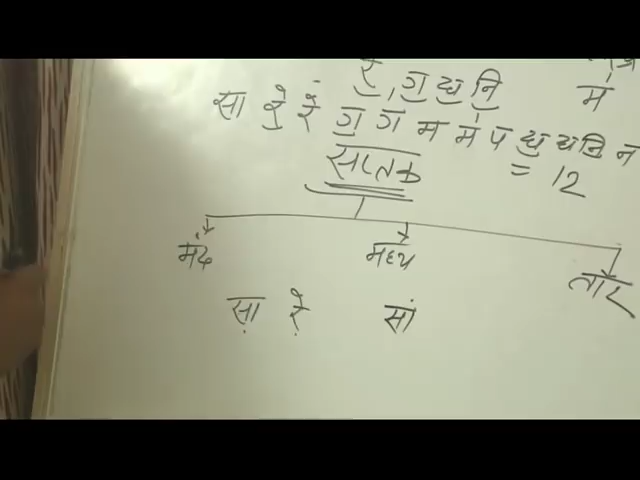 रे॒ ग॒ ध॒ नि॒ मं
सा रे॒ रे ग॒ ग म मं प ध॒ ध नि॒ न
= 12
सप्तक
मंद्र मध्य तार
सा़ रे़ सां